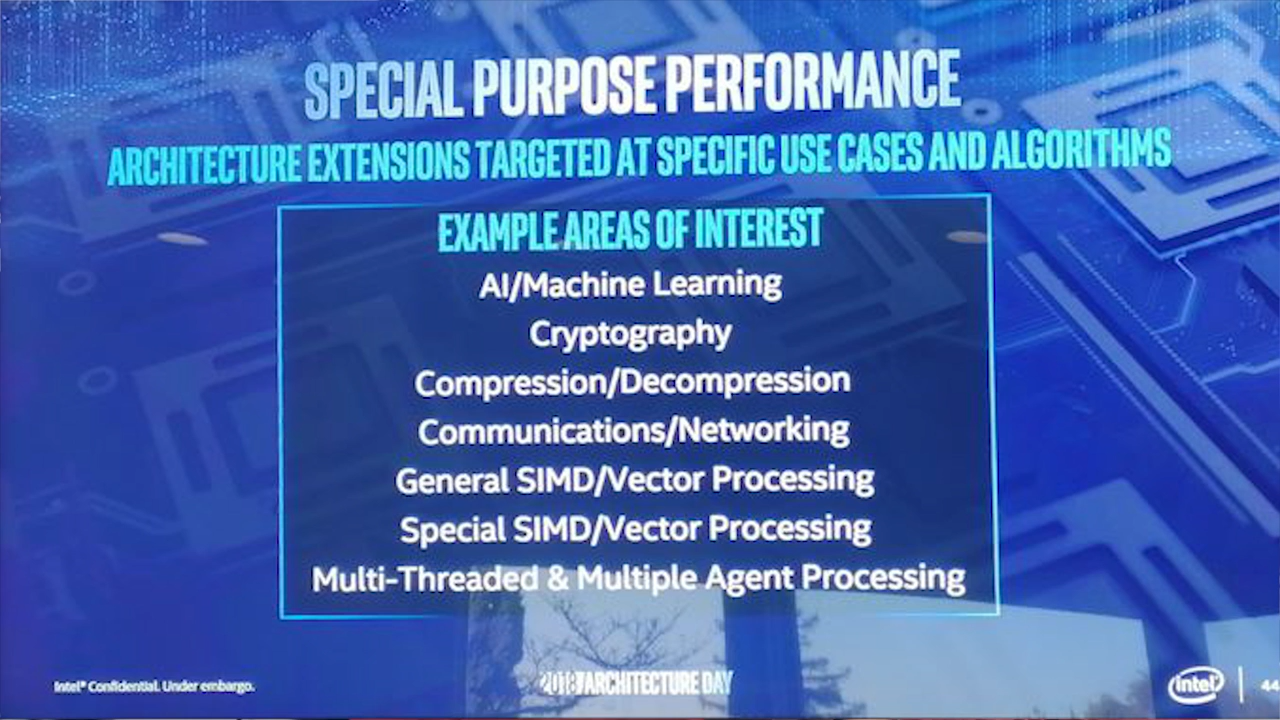 SPECIAL PURPOSE PERFORMANCE
ARCHITECTURE EXTENSIONS TARGETED AT SPECIFIC USE CASES AND ALGORITHMS
EXAMPLE AREAS OF INTEREST
AI/Machine Learning
Cryptography
Compression/Decompression
Communications/Networking
General SIMD/Vector Processing
Special SIMD/Vector Processing
Multi-Threaded & Multiple Agent Processing
Intel® Confidential. Under embargo.
2018 ARCHITECTURE DAY
intel
44